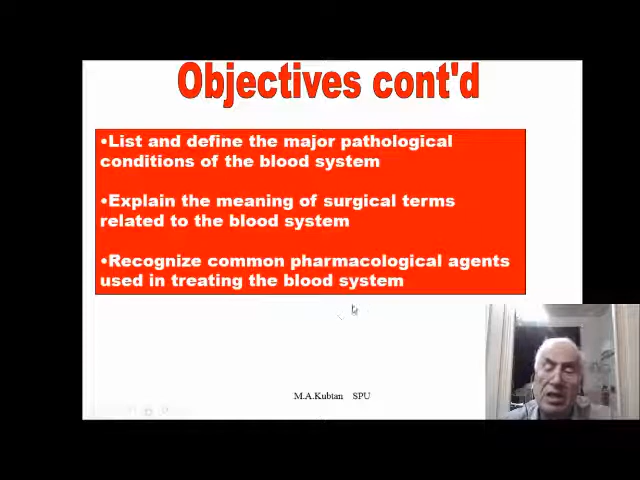 Objectives cont'd
•List and define the major pathological
conditions of the blood system
•Explain the meaning of surgical terms
related to the blood system
•Recognize common pharmacological agents
used in treating the blood system
M.A.Kubtan SPU